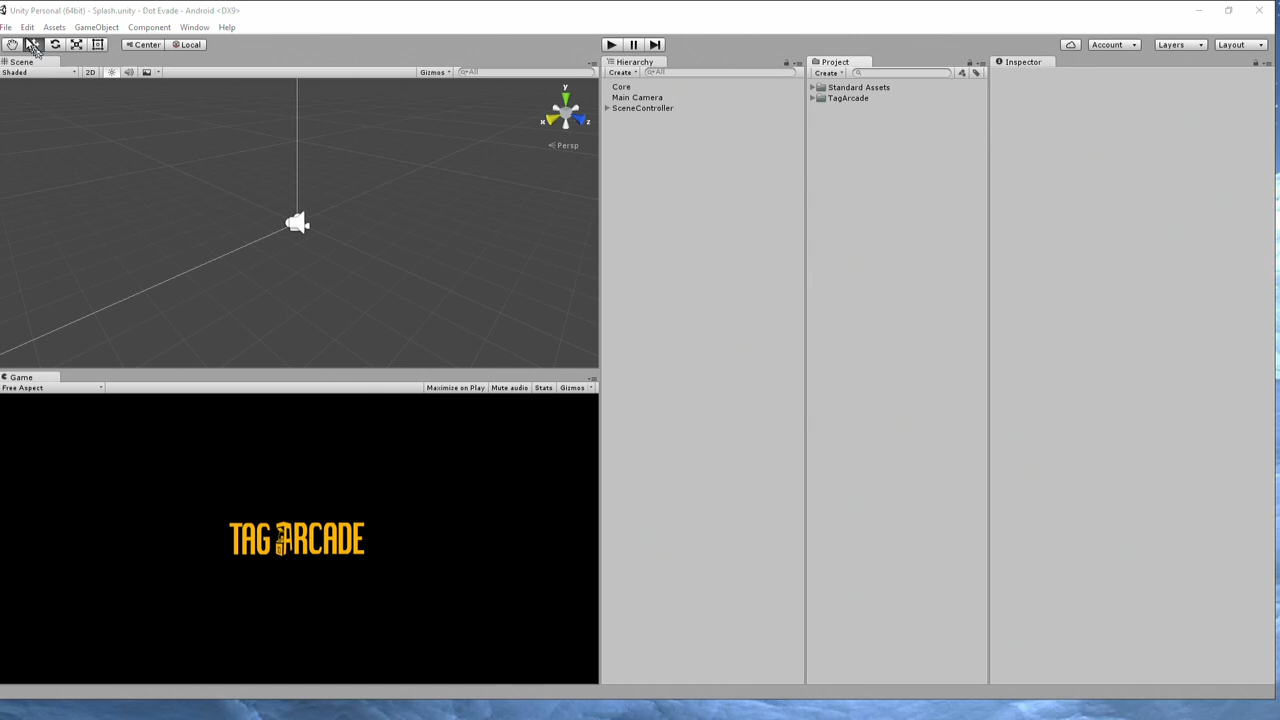 Unity Personal (64bit) - Splash.unity - Dot Evade - Android <DX9>
File Edit Assets GameObject Component Window Help
Center Local Account Layers Layout
Scene
Shaded 2D Gizmos All
y
x z
Persp
Game
Free Aspect Maximize on Play Mute audio Stats Gizmos
TAG ARCADE
Hierarchy
Create All
Core
Main Camera
SceneController
Project
Create
Standard Assets
TagArcade
Inspector